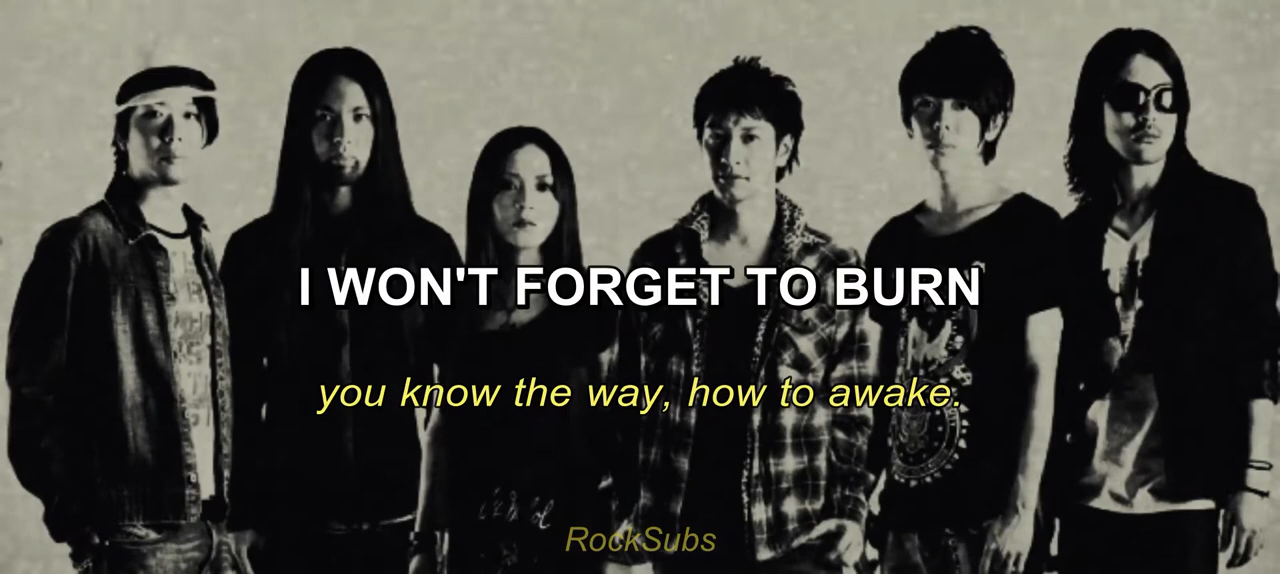 I WON'T FORGET TO BURN
you know the way, how to awake.
RockSubs